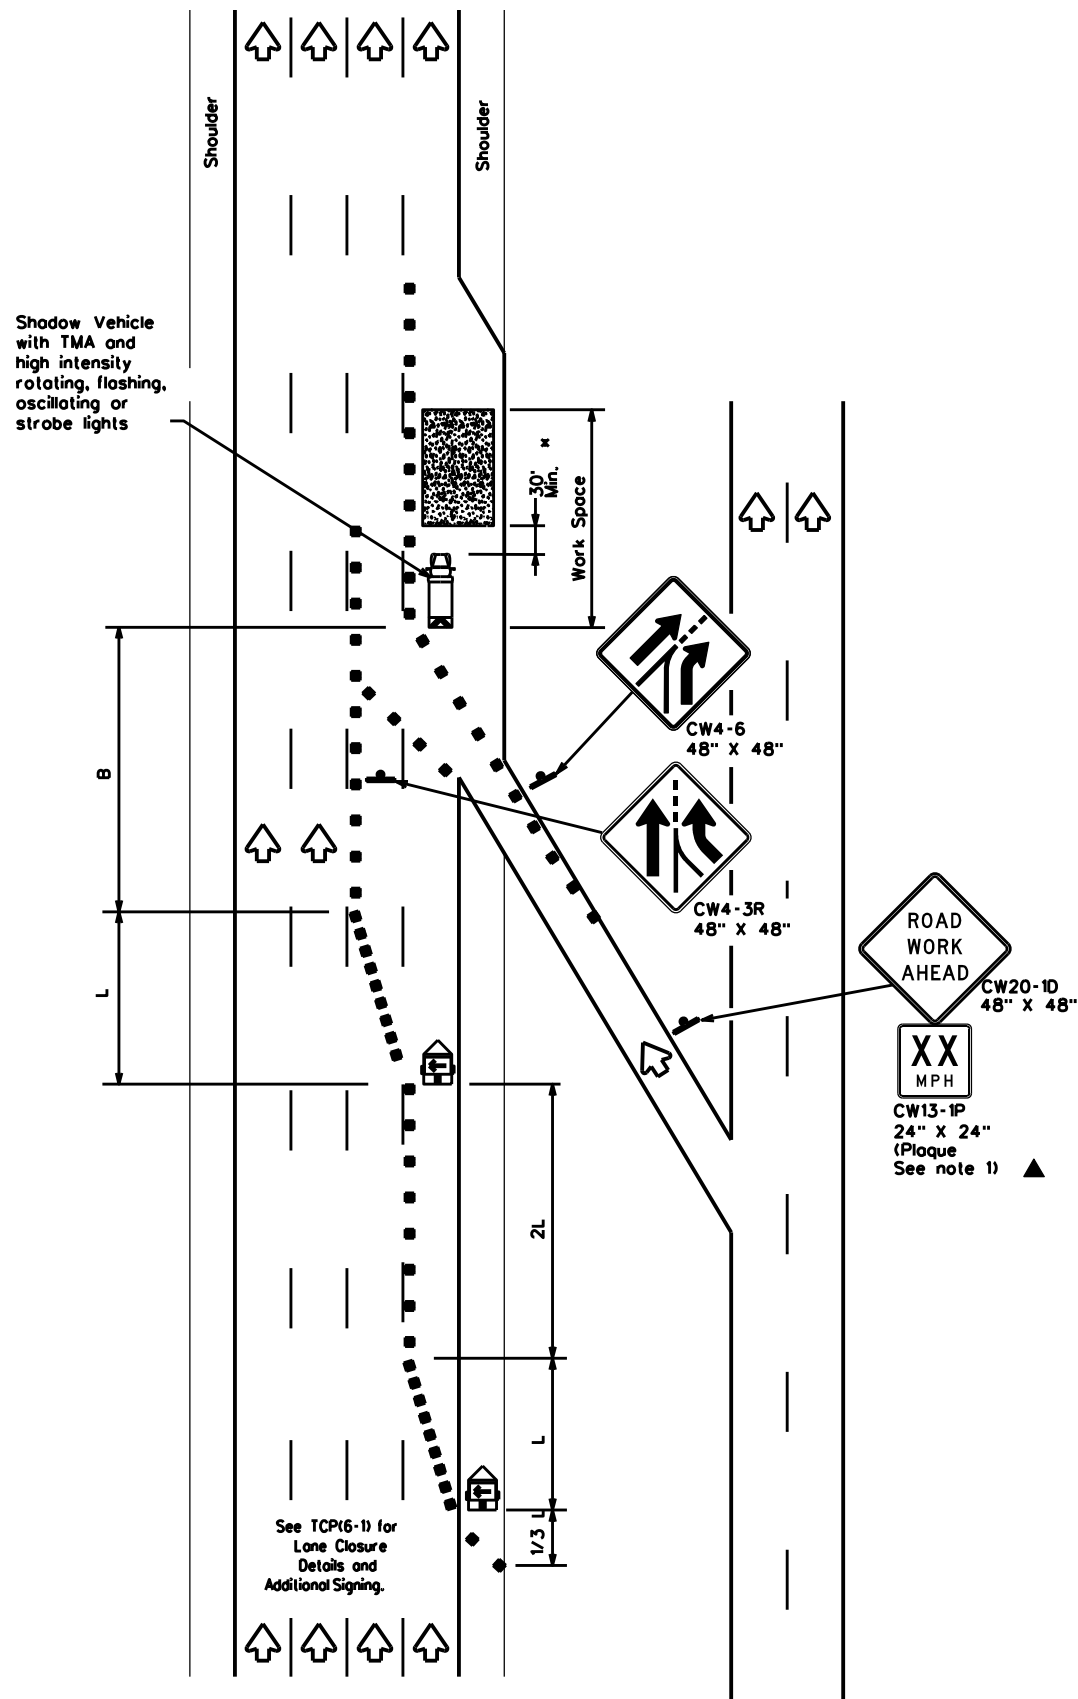 Shoulder
Shoulder
Shadow Vehicle
with TMA and
high intensity
rotating, flashing,
oscillating or
strobe lights
30'
Min.
*
Work Space
CW4-6
48" X 48"
B
CW4-3R
48" X 48"
ROAD
WORK
AHEAD
CW20-1D
48" X 48"
L
XX
MPH
CW13-1P
24" X 24"
(Plaque
See note 1)
2L
L
1/3 L
See TCP(6-1) for
Lane Closure
Details and
Additional Signing.